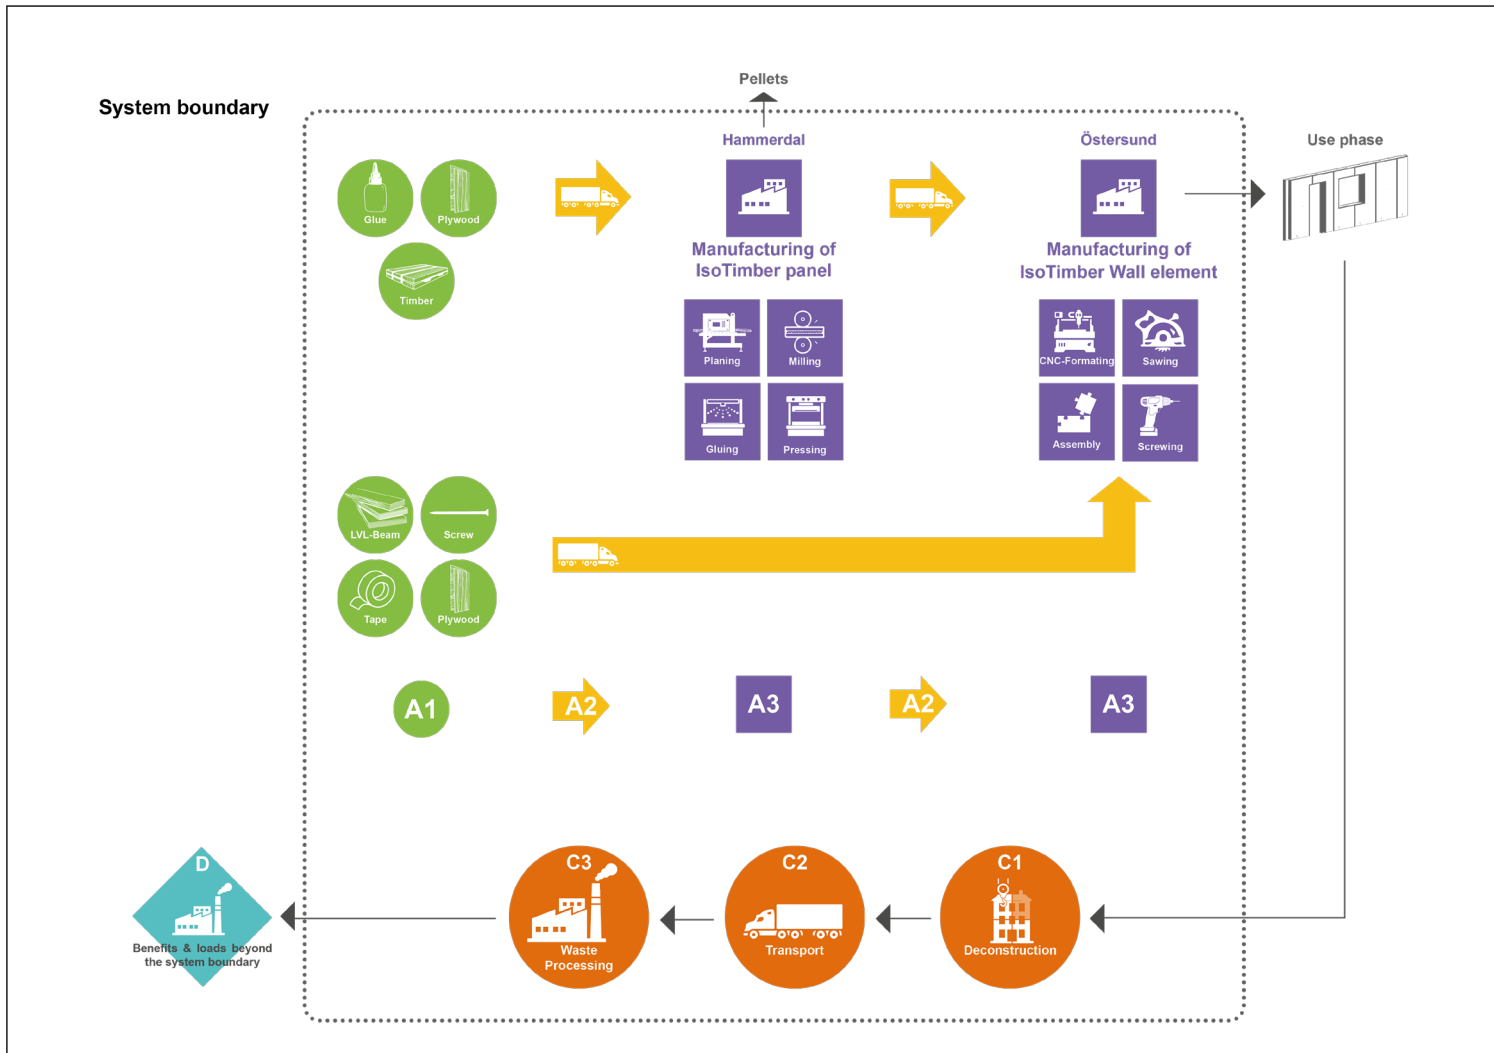 Pellets
System boundary
Hammerdal
Östersund
Use phase
Glue
Plywood
Timber
Manufacturing of
IsoTimber panel
Manufacturing of
IsoTimber Wall element
Planing
Milling
Gluing
Pressing
CNC-Formating
Sawing
Assembly
Screwing
LVL-Beam
Screw
Tape
Plywood
A1
A2
A3
A2
A3
D
Benefits & loads beyond
the system boundary
C3
Waste
Processing
C2
Transport
C1
Deconstruction